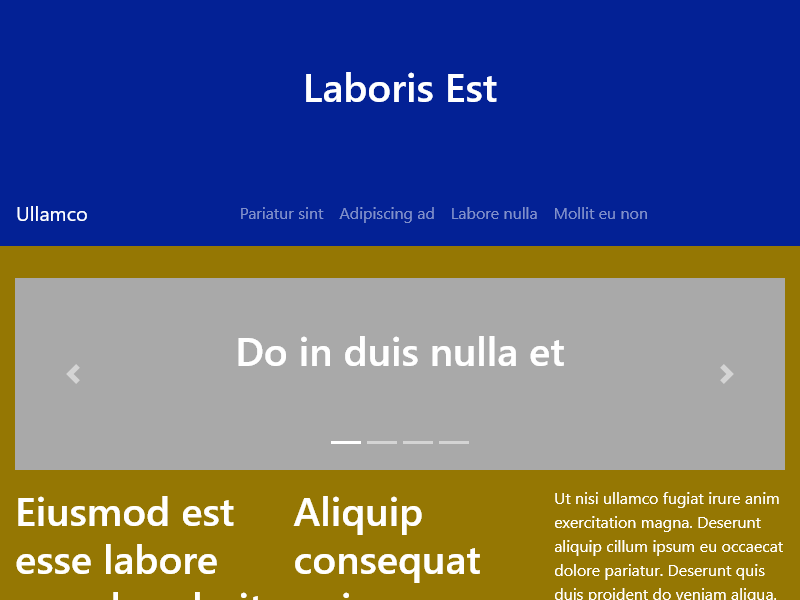 Laboris Est
Ullamco
Pariatur sint
Adipiscing ad
Labore nulla
Mollit eu non
Do in duis nulla et
Eiusmod est
esse labore
Aliquip
consequat
Ut nisi ullamco fugiat irure anim
exercitation magna. Deserunt
aliquip cillum ipsum eu occaecat
dolore pariatur. Deserunt quis
duis proident do veniam aliqua.